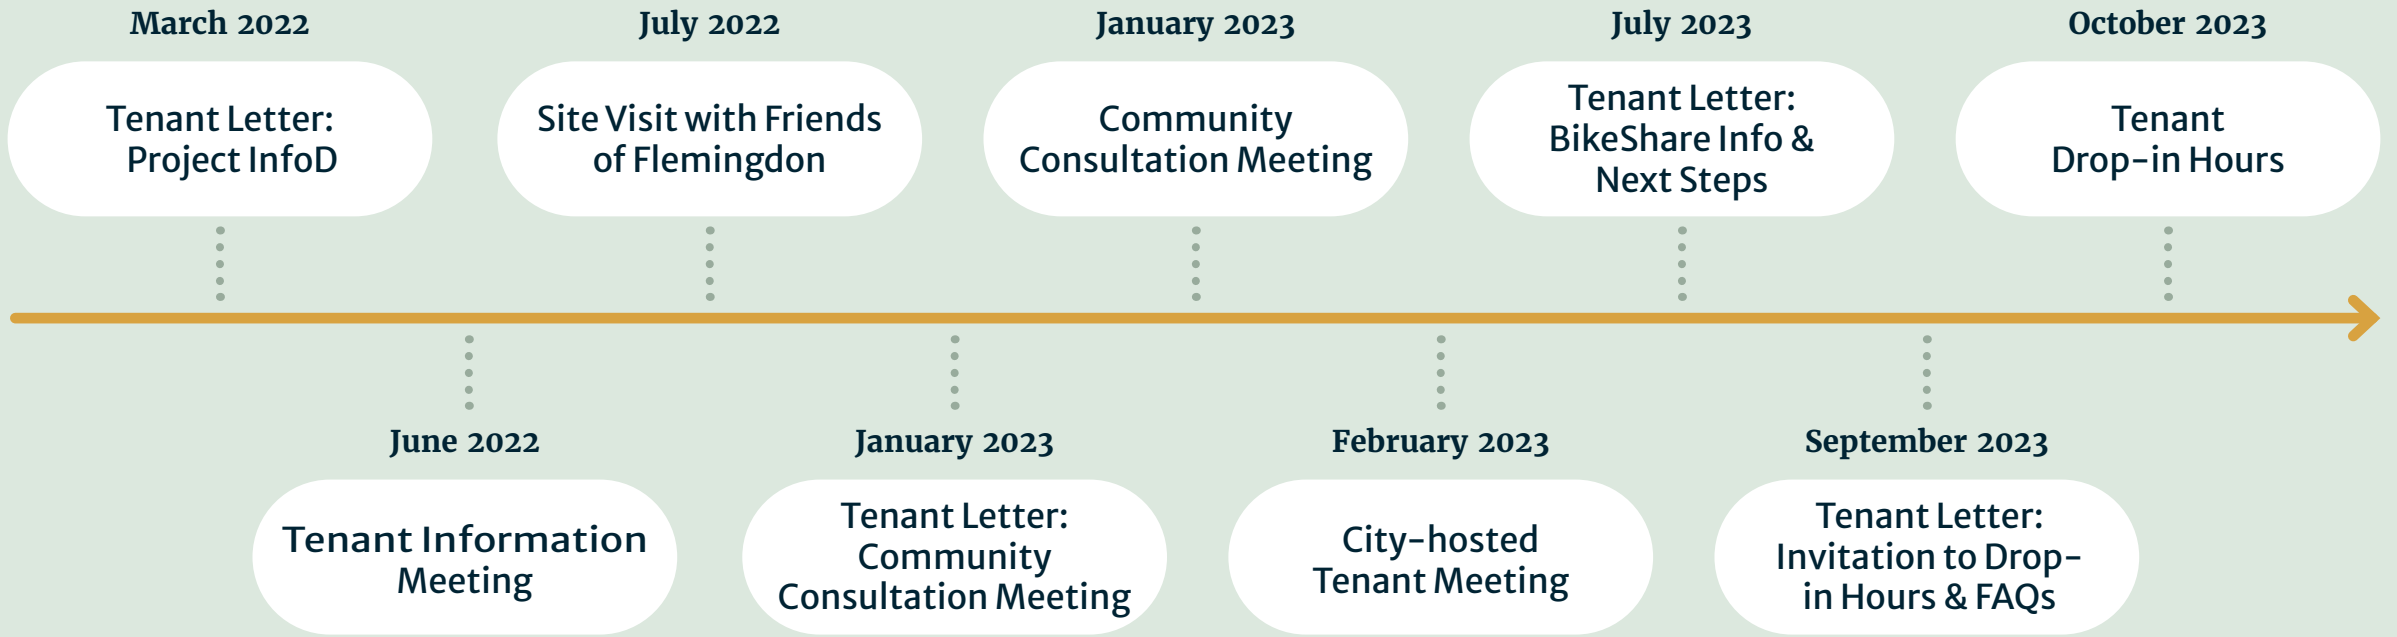 March 2022
Tenant Letter:
Project InfoD
July 2022
Site Visit with Friends
of Flemingdon
January 2023
Community
Consultation Meeting
July 2023
Tenant Letter:
BikeShare Info &
Next Steps
October 2023
Tenant
Drop-in Hours
June 2022
Tenant Information
Meeting
January 2023
Tenant Letter:
Community
Consultation Meeting
February 2023
City-hosted
Tenant Meeting
September 2023
Tenant Letter:
Invitation to Drop-
in Hours & FAQs